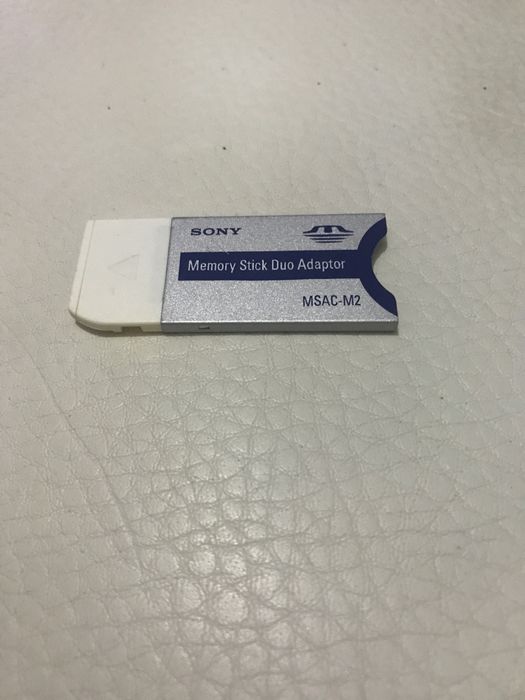 SONY
Memory Stick Duo Adaptor
MSAC-M2